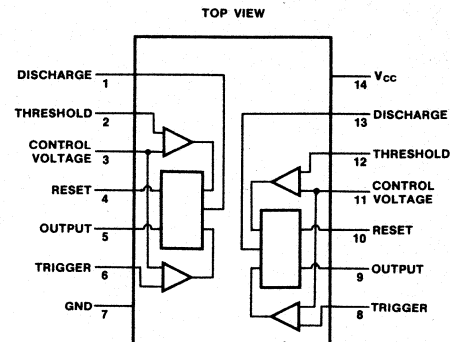 TOP VIEW
DISCHARGE 1
THRESHOLD 2
CONTROL
VOLTAGE 3
RESET 4
OUTPUT 5
TRIGGER 6
GND 7
14 VCC
13 DISCHARGE
12 THRESHOLD
11 CONTROL
VOLTAGE
10 RESET
9 OUTPUT
8 TRIGGER